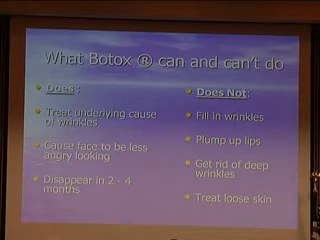 What Botox ® can and can't do
Does :
Treat underlying cause
of wrinkles
Cause face to be less
angry looking
Disappear in 2 - 4
months
Does Not:
Fill in wrinkles
Plump up lips
Get rid of deep
wrinkles
Treat loose skin